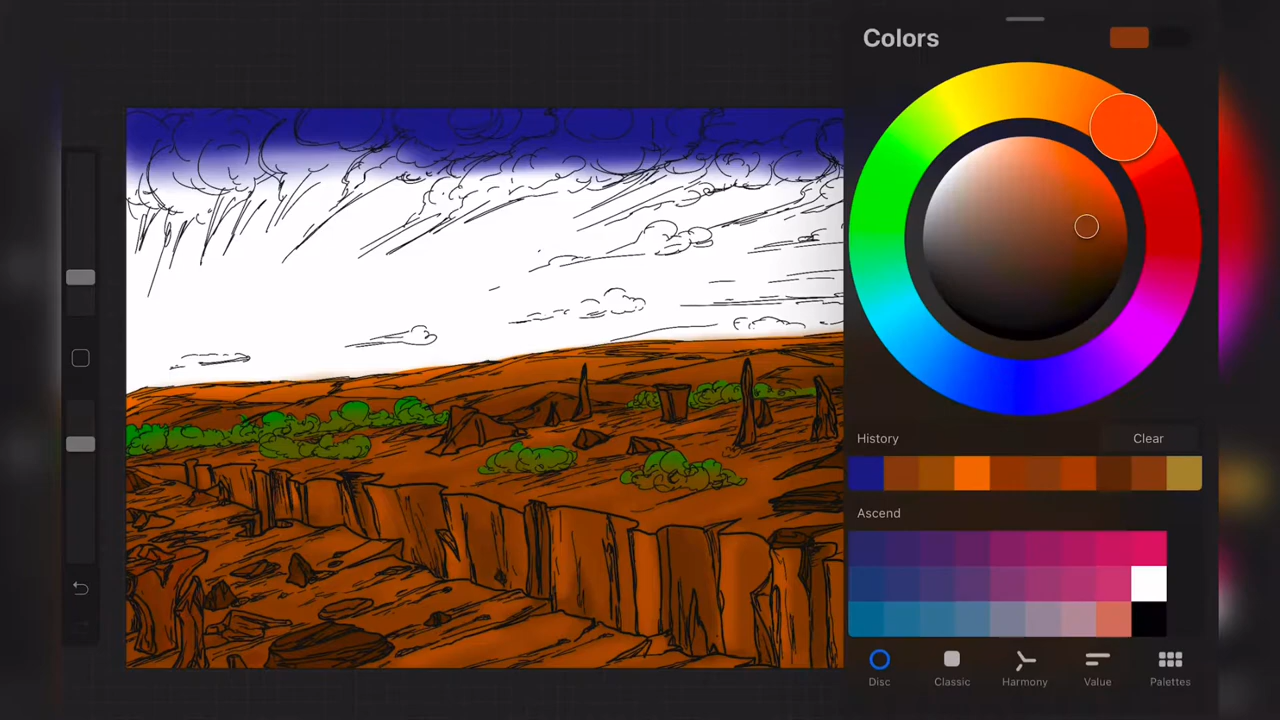 Colors
History
Clear
Ascend
Disc
Classic
Harmony
Value
Palettes